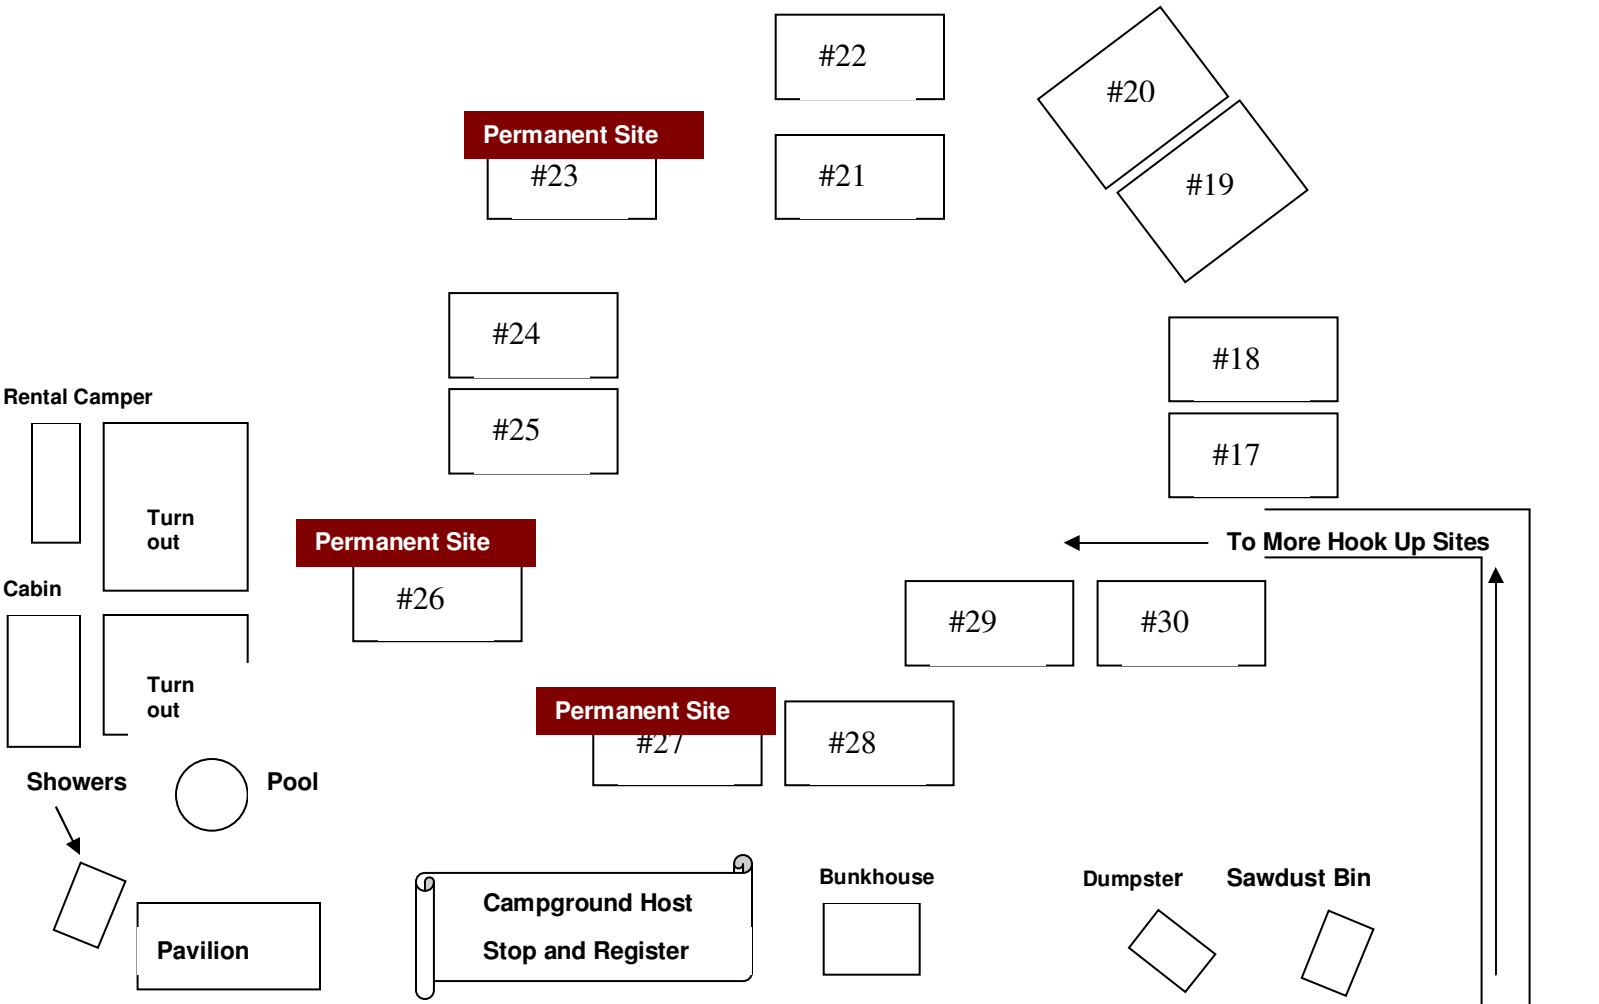 #22
#20
Permanent Site
#23
#21
#19
#24
#18
Rental Camper
#25
#17
Turn
out
Permanent Site
To More Hook Up Sites
Cabin
#26
#29
#30
Turn
out
Permanent Site
#27
#28
Showers
Pool
Bunkhouse
Dumpster
Sawdust Bin
Campground Host
Stop and Register
Pavilion